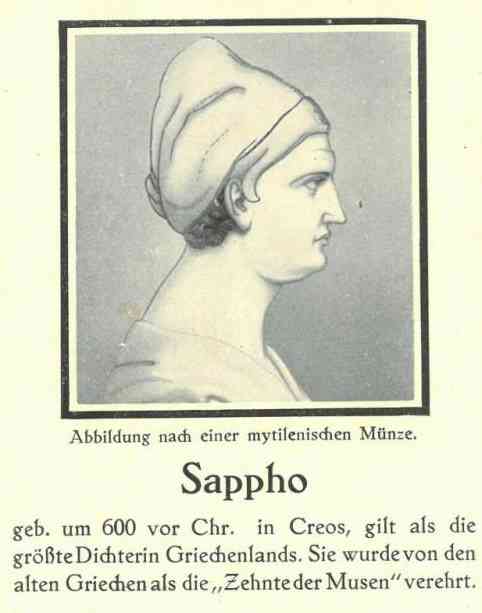 Abbildung nach einer mytilenischen Münze.
Sappho
geb. um 600 vor Chr. in Creos, gilt als die
größte Dichterin Griechenlands. Sie wurde von den
alten Griechen als die „Zehnte der Musen“ verehrt.